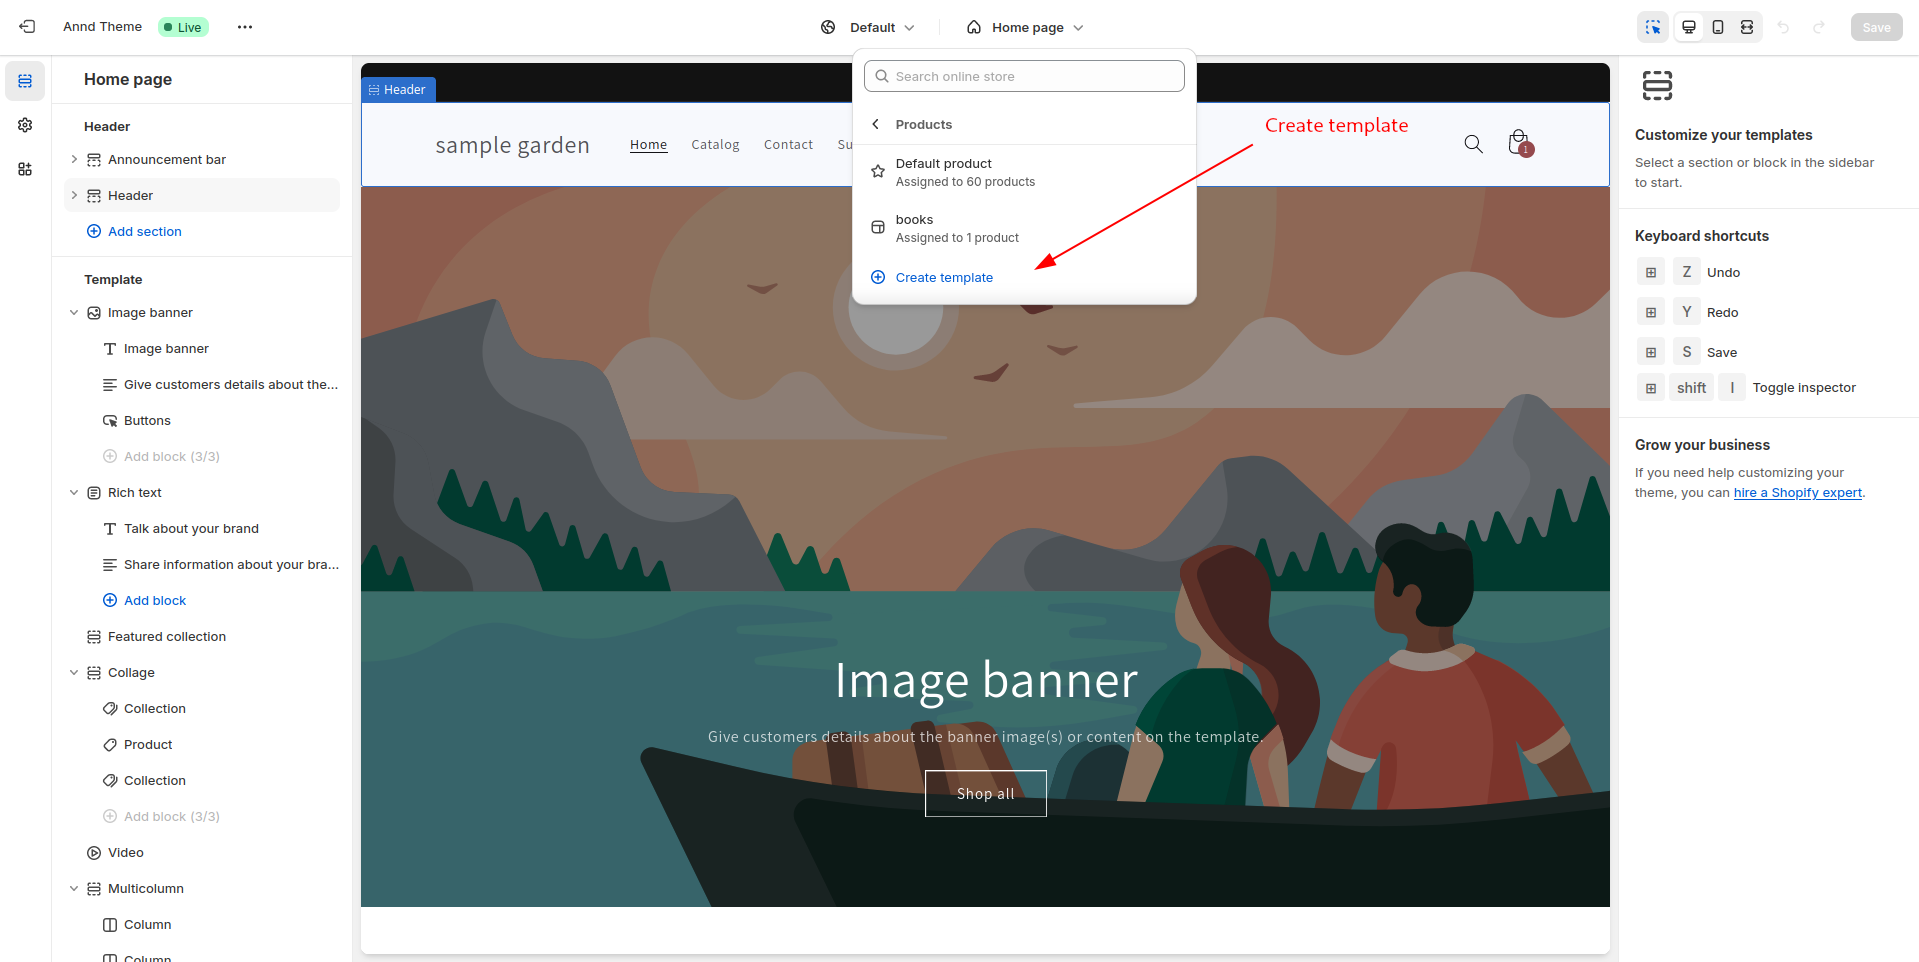 Annd Theme
Live
Default
Home page
Save
Home page
Header
Announcement bar
Header
Add section
Template
Image banner
Image banner
Give customers details about the...
Buttons
Add block (3/3)
Rich text
Talk about your brand
Share information about your bra...
Add block
Featured collection
Collage
Collection
Product
Collection
Add block (3/3)
Video
Multicolumn
Column
Column
Header
sample garden
Home
Catalog
Contact
Su
1
Search online store
Products
Default product
Assigned to 60 products
books
Assigned to 1 product
Create template
Create template
Image banner
Give customers details about the banner image(s) or content on the template.
Shop all
Customize your templates
Select a section or block in the sidebar
to start.
Keyboard shortcuts
Z Undo
Y Redo
S Save
shift I Toggle inspector
Grow your business
If you need help customizing your
theme, you can hire a Shopify expert.